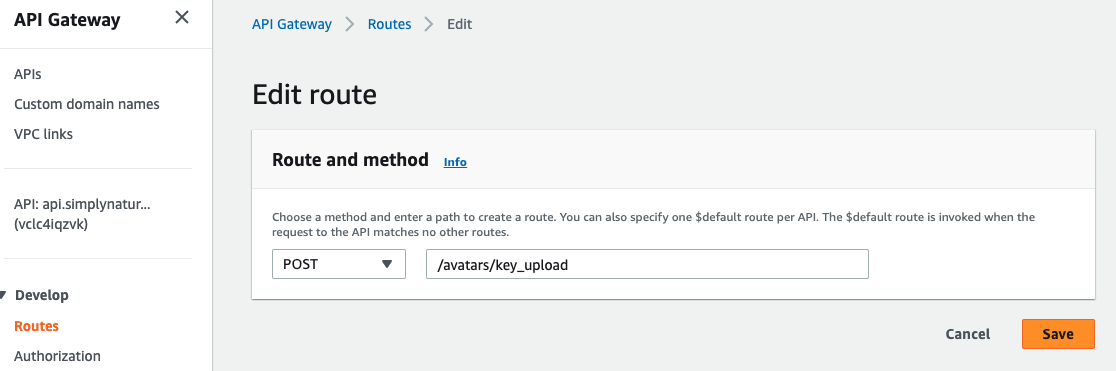 API Gateway
APIs
Custom domain names
VPC links
API: api.simplynatur...
(vclc4iqzvk)
Develop
Routes
Authorization
API Gateway > Routes > Edit
Edit route
Route and method Info
Choose a method and enter a path to create a route. You can also specify one $default route per API. The $default route is invoked when the
request to the API matches no other routes.
POST /avatars/key_upload
Cancel Save